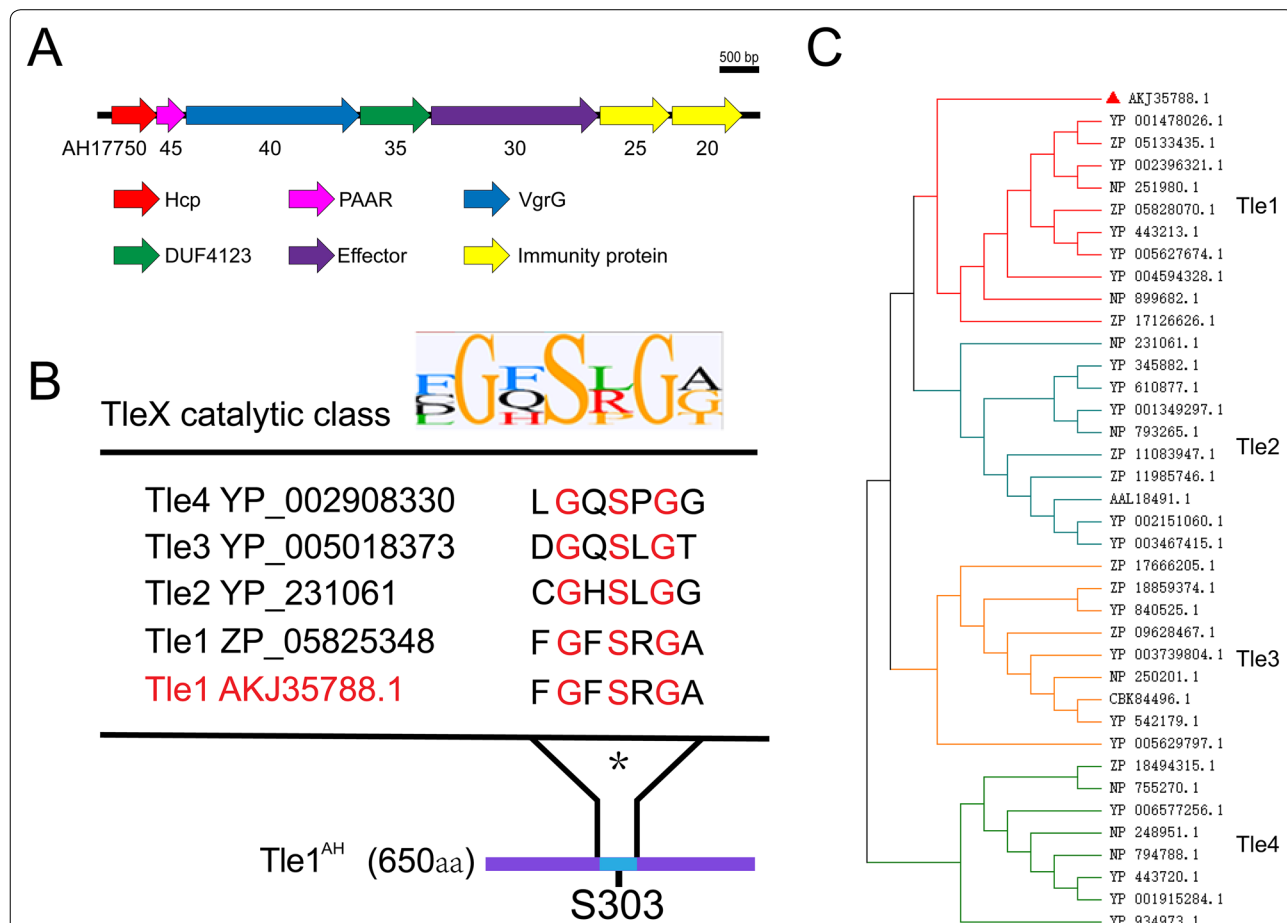 A
500 bp
AH17750 45 40 35 30 25 20
Hcp PAAR VgrG
DUF4123 Effector Immunity protein
B
TleX catalytic class
Tle4 YP_002908330 LGQSPGG
Tle3 YP_005018373 DGQSLGT
Tle2 YP_231061 CGHSLGG
Tle1 ZP_05825348 FGFSRGA
Tle1 AKJ35788.1 FGFSRGA
*
Tle1AH (650aa)
S303
C
AKJ35788.1
YP 001478026.1
ZP 05133435.1
YP 002396321.1
NP 251980.1
ZP 05828070.1
YP 443213.1
YP 005627674.1
YP 004594328.1
NP 899682.1
ZP 17126626.1
Tle1
NP 231061.1
YP 345882.1
YP 610877.1
YP 001349297.1
NP 793265.1
ZP 11083947.1
ZP 11985746.1
AAL18491.1
YP 002151060.1
YP 003467415.1
Tle2
ZP 17666205.1
ZP 18859374.1
YP 840525.1
ZP 09628467.1
YP 003739804.1
NP 250201.1
CBK84496.1
YP 542179.1
YP 005629797.1
Tle3
ZP 18494315.1
NP 755270.1
YP 006577256.1
NP 248951.1
NP 794788.1
YP 443720.1
YP 001915284.1
YP 934973.1
Tle4